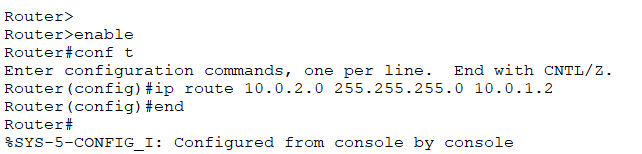 Router>
Router>enable
Router#conf t
Enter configuration commands, one per line.  End with CNTL/Z.
Router(config)#ip route 10.0.2.0 255.255.255.0 10.0.1.2
Router(config)#end
Router#
%SYS-5-CONFIG_I: Configured from console by console